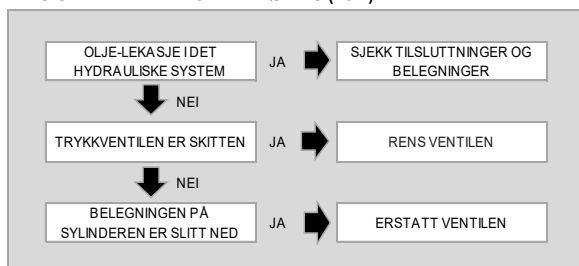 OLJE-LEKASJE I DET
HYDRAULISKE SYSTEM
JA
SJEKK TILSLUTTNINGER OG
BELEGNINGER
NEI
TRYKKVENTILEN ER SKITTEN
JA
RENS VENTILEN
NEI
BELEGNINGEN PÅ
SYLINDEREN ER SLITT NED
JA
ERSTATT VENTILEN